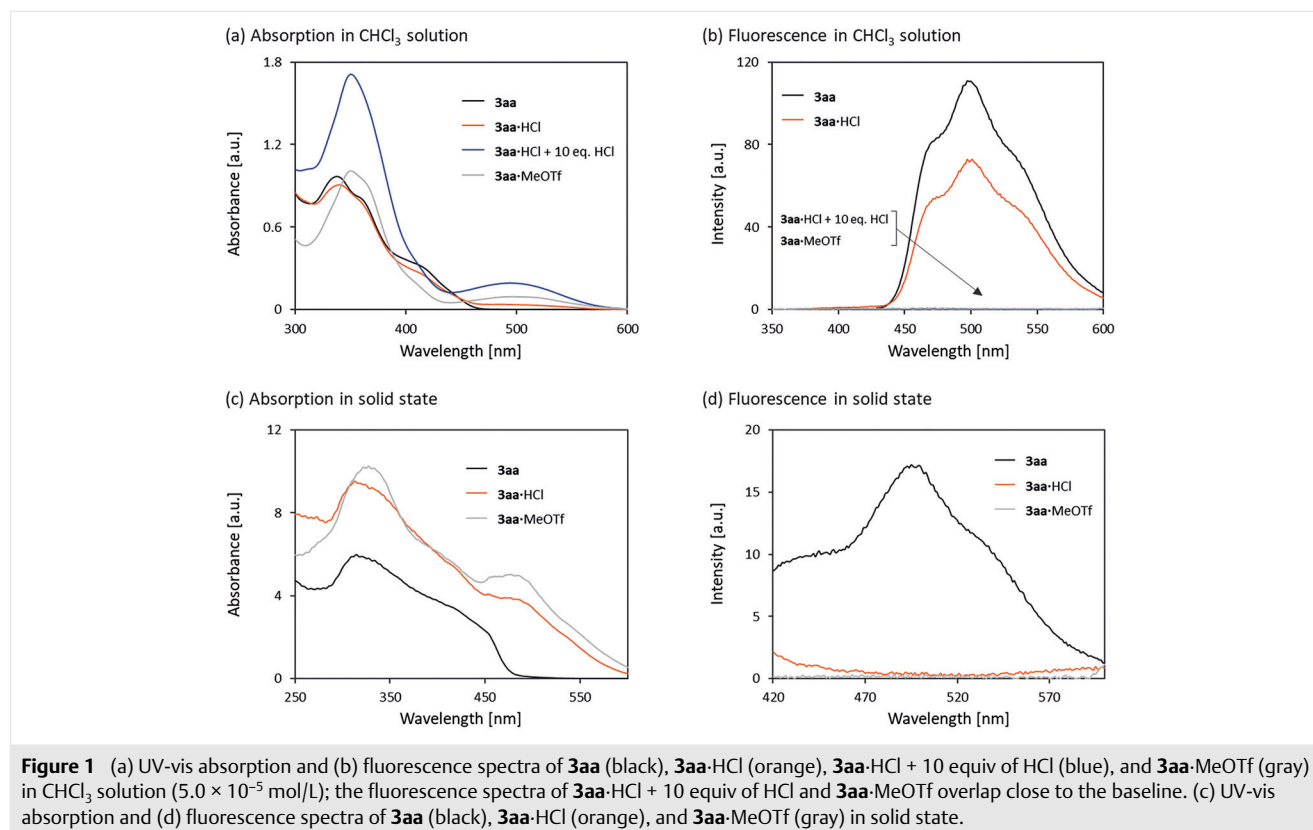 (a) Absorption in CHCl₃ solution
1.8
1.2
0.6
0
300
400
500
600
Absorbance [a.u.]
Wavelength [nm]
3aa
3aa·HCl
3aa·HCl + 10 eq. HCl
3aa·MeOTf
(b) Fluorescence in CHCl₃ solution
120
80
40
0
350
400
450
500
550
600
Intensity [a.u.]
Wavelength [nm]
3aa
3aa·HCl
3aa·HCl + 10 eq. HCl
3aa·MeOTf
(c) Absorption in solid state
12
8
4
0
250
350
450
550
Absorbance [a.u.]
Wavelength [nm]
3aa
3aa·HCl
3aa·MeOTf
(d) Fluorescence in solid state
20
15
10
5
0
420
470
520
570
Intensity [a.u.]
Wavelength [nm]
3aa
3aa·HCl
3aa·MeOTf
Figure 1 (a) UV-vis absorption and (b) fluorescence spectra of 3aa (black), 3aa·HCl (orange), 3aa·HCl + 10 equiv of HCl (blue), and 3aa·MeOTf (gray)
in CHCl₃ solution (5.0 × 10⁻⁵ mol/L); the fluorescence spectra of 3aa·HCl + 10 equiv of HCl and 3aa·MeOTf overlap close to the baseline. (c) UV-vis
absorption and (d) fluorescence spectra of 3aa (black), 3aa·HCl (orange), and 3aa·MeOTf (gray) in solid state.